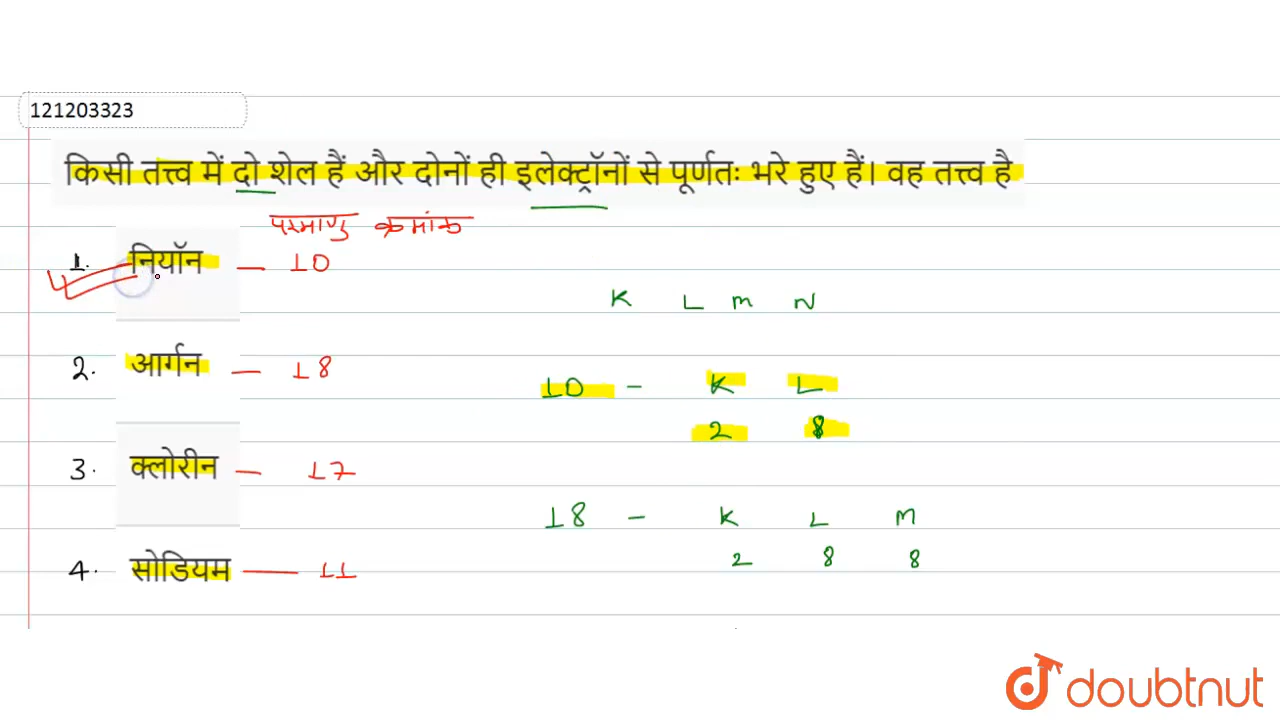 121203323
किसी तत्त्व में दो शेल हैं और दोनों ही इलेक्ट्रॉनों से पूर्णतः भरे हुए हैं। वह तत्त्व है
परमाणु क्रमांक
1. नियॉन — 10
K L M N
2. आर्गन — 18
10 - K L
2 8
3. क्लोरीन — 17
18 - K L M
2 8 8
4. सोडियम — 11
doubtnut